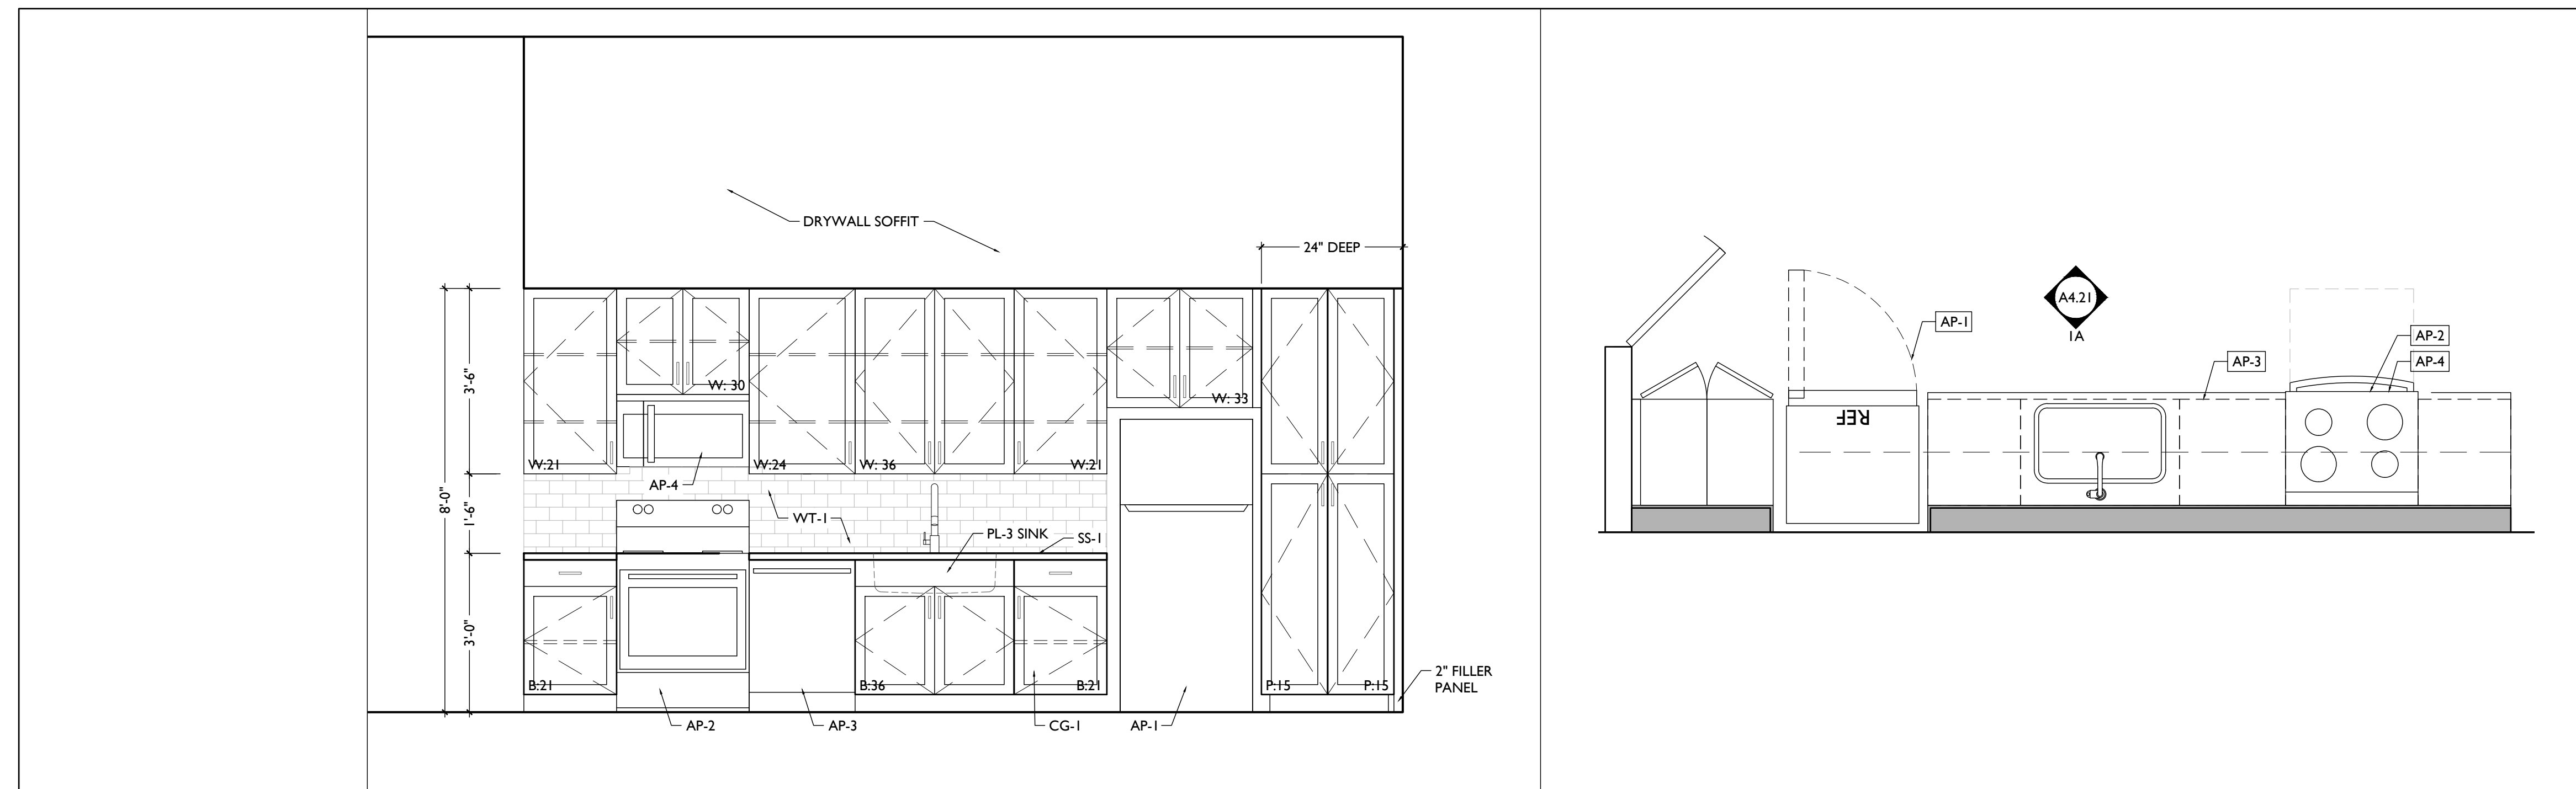 DRYWALL SOFFIT
24" DEEP
8'-0"
3'-6"
1'-6"
3'-0"
W: 30
W: 33
W:21
W:24
W: 36
W:21
AP-4
WT-1
PL-3 SINK
SS-1
B:21
B:36
B:21
P:15
P:15
2" FILLER
PANEL
AP-2
AP-3
CG-1
AP-1
A4.21
1A
AP-1
AP-2
AP-3
AP-4
REF